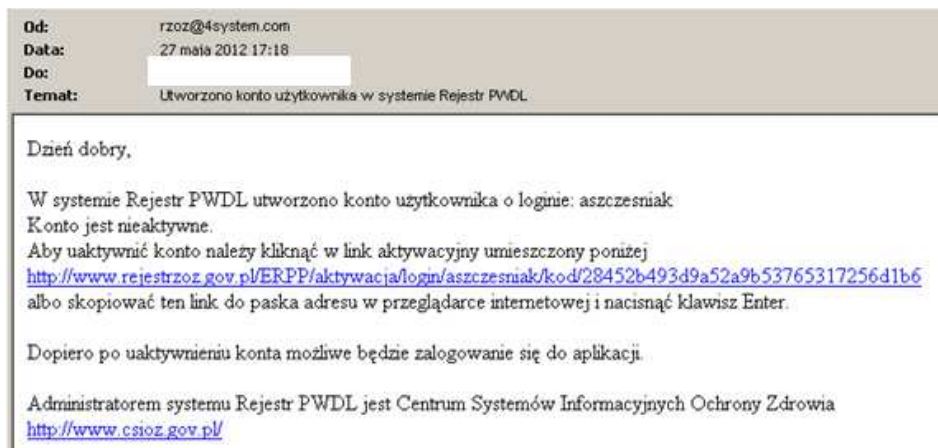 Od: rzoz@4system.com
Data: 27 maja 2012 17:18
Do:
Temat: Utworzono konto użytkownika w systemie Rejestr PWDL
Dzień dobry,
W systemie Rejestr PWDL utworzono konto użytkownika o loginie: aszczesniak
Konto jest nieaktywne.
Aby uaktywnić konto należy kliknąć w link aktywacyjny umieszczony poniżej
http://www.rejestrzoz.gov.pl/ERPP/aktywacja/login/aszczesniak/kod/28452b493d9a52a9b53765317256d1b6
albo skopiować ten link do paska adresu w przeglądarce internetowej i nacisnąć klawisz Enter.
Dopiero po uaktywnieniu konta możliwe będzie zalogowanie się do aplikacji.
Administratorem systemu Rejestr PWDL jest Centrum Systemów Informacyjnych Ochrony Zdrowia
http://www.csioz.gov.pl/